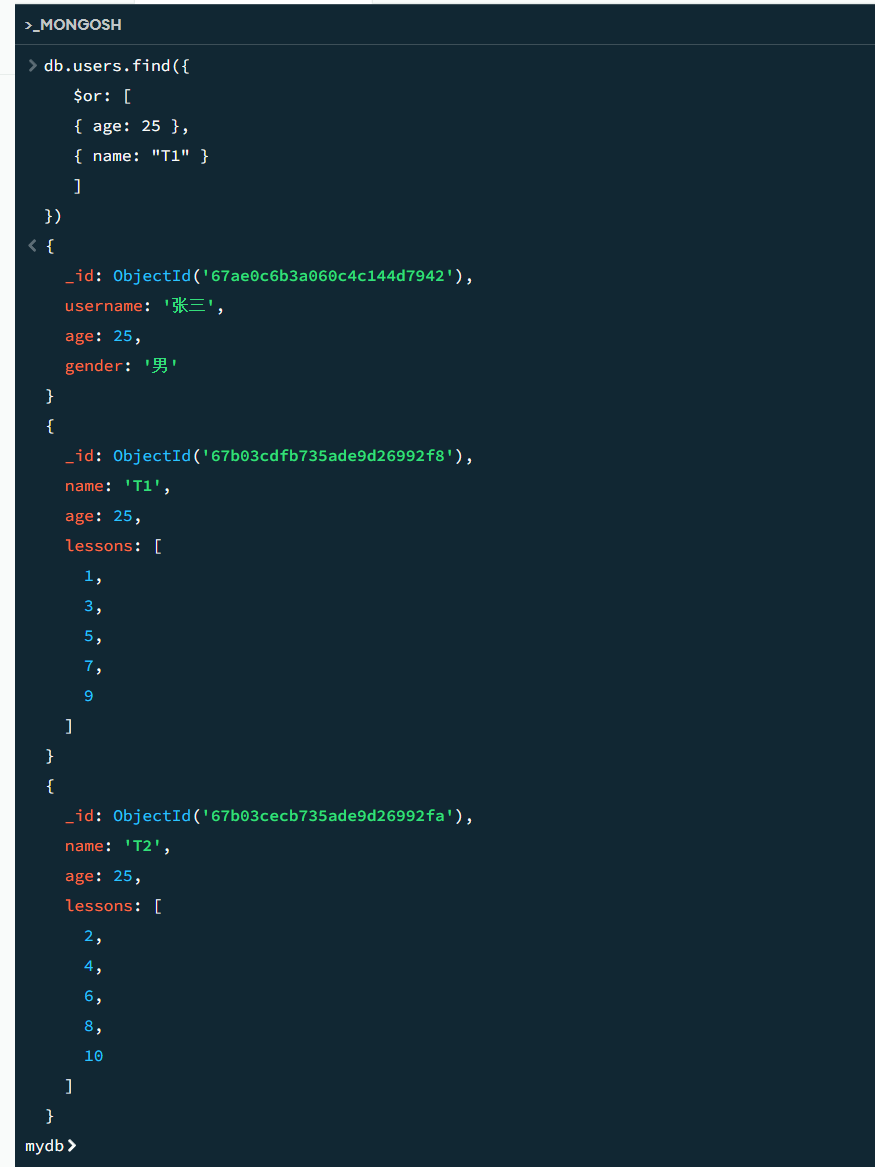 >_MONGOSH
> db.users.find({
$or: [
{ age: 25 },
{ name: "T1" }
]
})
< {
_id: ObjectId('67ae0c6b3a060c4c144d7942'),
username: '张三',
age: 25,
gender: '男'
}
{
_id: ObjectId('67b03cdfb735ade9d26992f8'),
name: 'T1',
age: 25,
lessons: [
1,
3,
5,
7,
9
]
}
{
_id: ObjectId('67b03cecb735ade9d26992fa'),
name: 'T2',
age: 25,
lessons: [
2,
4,
6,
8,
10
]
}
mydb>